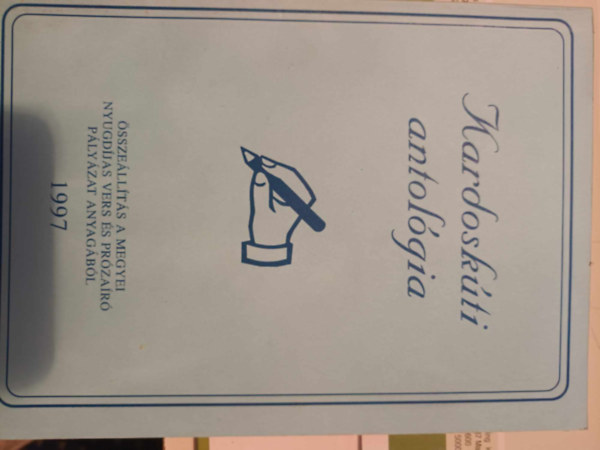 Kardoskúti
antológia
ÖSSZEÁLLÍTÁS A MEGYEI
NYUGDÍJAS VERS ÉS PRÓZAÍRÓ
PÁLYÁZAT ANYAGÁBÓL
1997